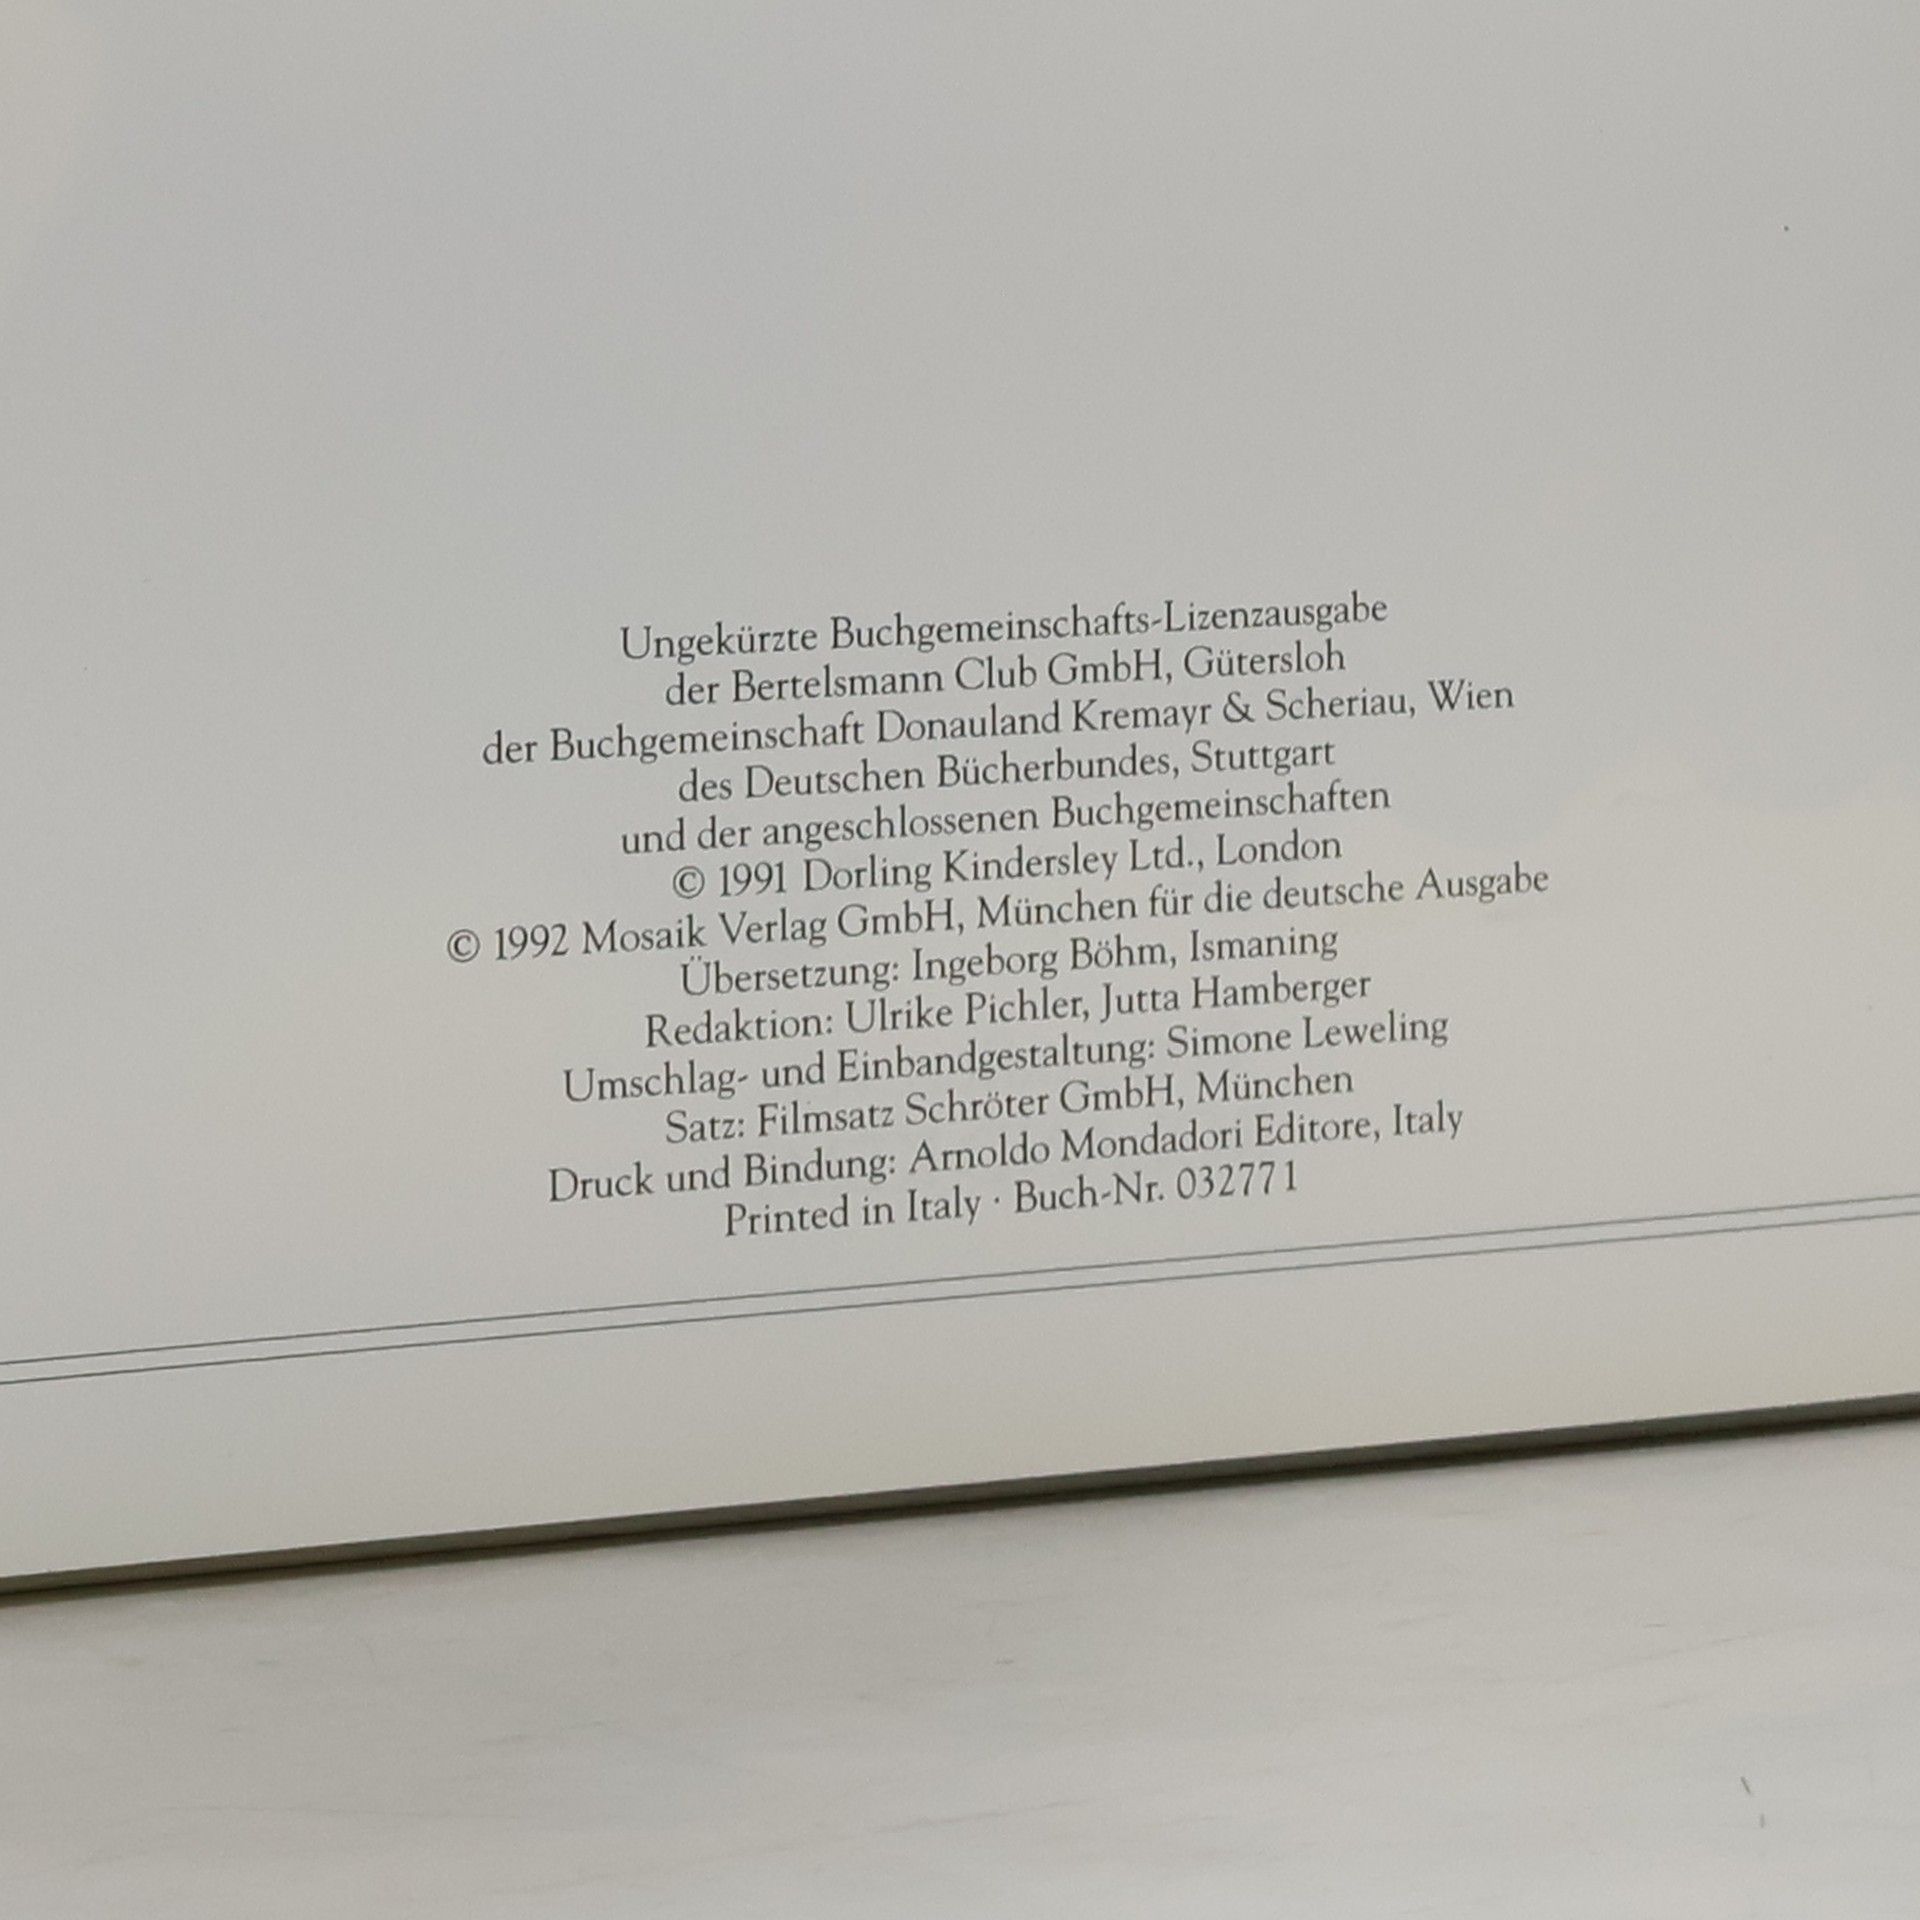 Ungekürzte Buchgemeinschafts-Lizenzausgabe
der Bertelsmann Club GmbH, Gütersloh
der Buchgemeinschaft Donauland Kremayr & Scheriau, Wien
des Deutschen Bücherbundes, Stuttgart
und der angeschlossenen Buchgemeinschaften
© 1991 Dorling Kindersley Ltd., London
© 1992 Mosaik Verlag GmbH, München für die deutsche Ausgabe
Übersetzung: Ingeborg Böhm, Ismaning
Redaktion: Ulrike Pichler, Jutta Hamberger
Umschlag- und Einbandgestaltung: Simone Leweling
Satz: Filmsatz Schröter GmbH, München
Druck und Bindung: Arnoldo Mondadori Editore, Italy
Printed in Italy · Buch-Nr. 032771